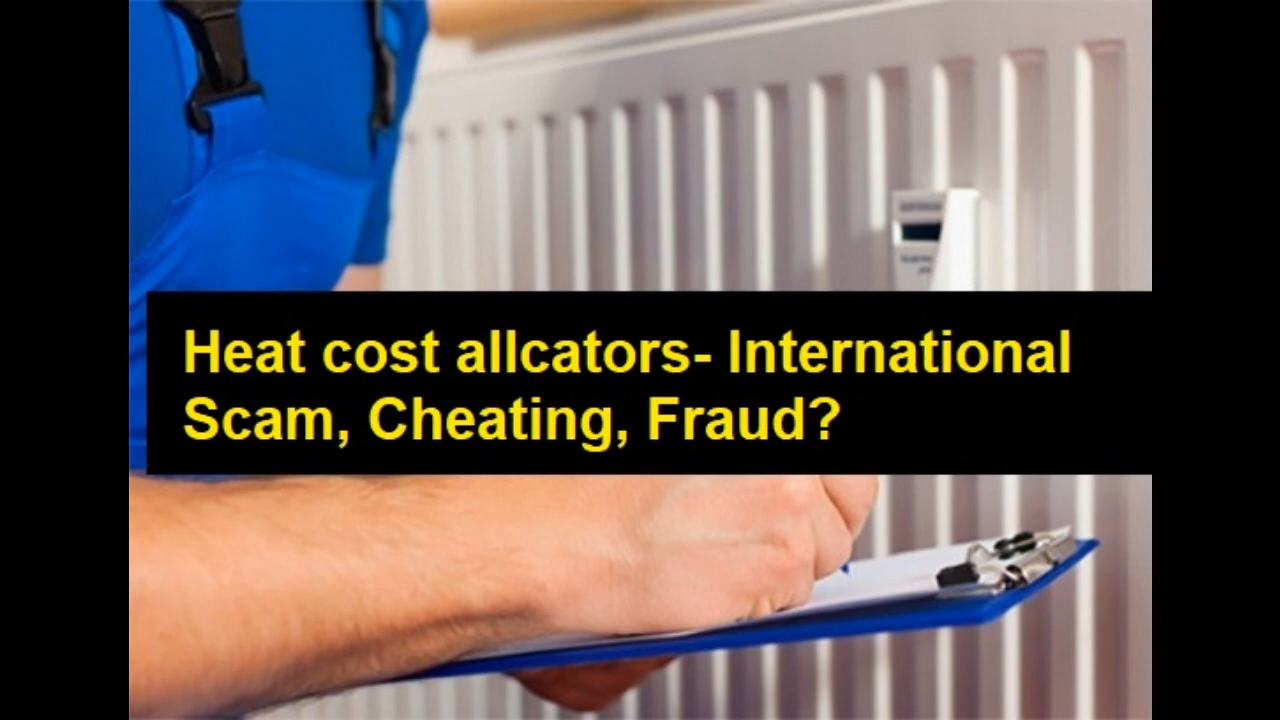 Heat cost allcators- International
Scam, Cheating, Fraud?